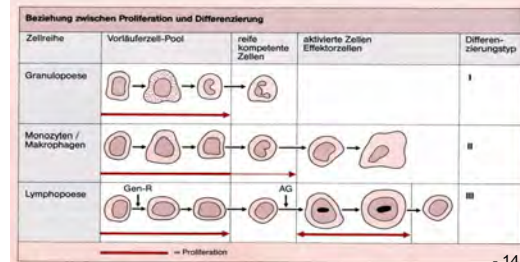 Beziehung zwischen Proliferation und Differenzierung
Zellreihe
Vorläuferzell-Pool
reife
kompetente
Zellen
aktivierte Zellen
Effektorzellen
Differen-
zierungstyp
Granulopoese
I
Monozyten /
Makrophagen
II
Lymphopoese
Gen-R
AG
III
= Proliferation
- 14